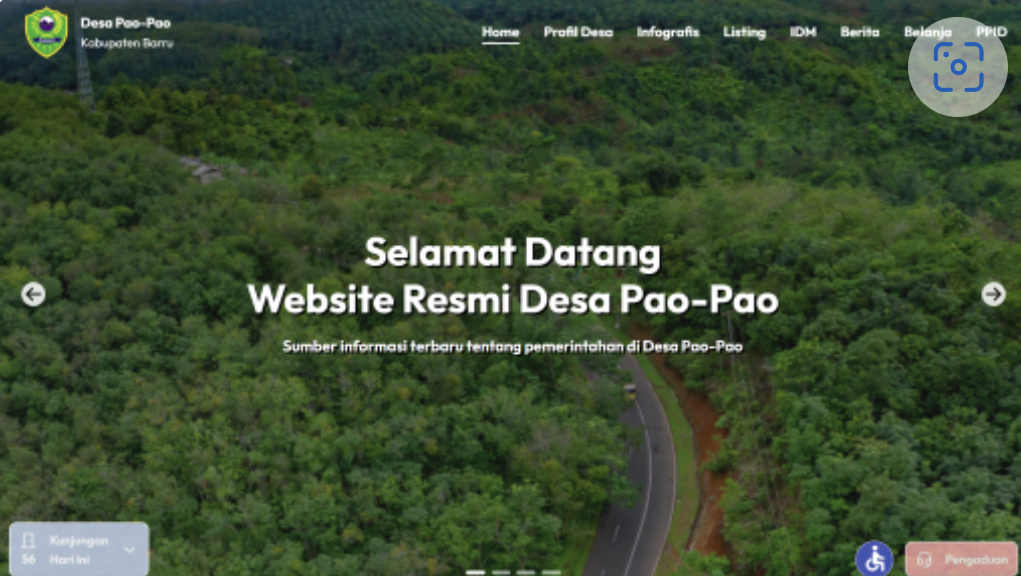 Desa Pao-Pao
Kabupaten Barru
Home Profil Desa Infografis Listing IDM Berita Belanja PPID
Selamat Datang
Website Resmi Desa Pao-Pao
Sumber informasi terbaru tentang pemerintahan di Desa Pao-Pao
Kunjungan
56 Hari Ini
Pengaduan